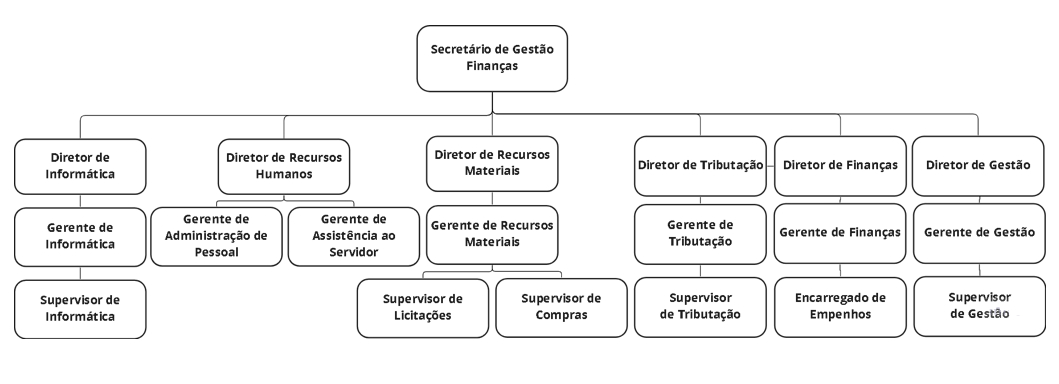 Secretário de Gestão
Finanças
Diretor de
Informática
Diretor de Recursos
Humanos
Diretor de Recursos
Materiais
Diretor de Tributação
Diretor de Finanças
Diretor de Gestão
Gerente de
Informática
Gerente de
Administração de
Pessoal
Gerente de
Assistência ao
Servidor
Gerente de Recursos
Materiais
Gerente de
Tributação
Gerente de Finanças
Gerente de Gestão
Supervisor de
Informática
Supervisor de
Licitações
Supervisor de
Compras
Supervisor
de Tributação
Encarregado de
Empenhos
Supervisor
de Gestão